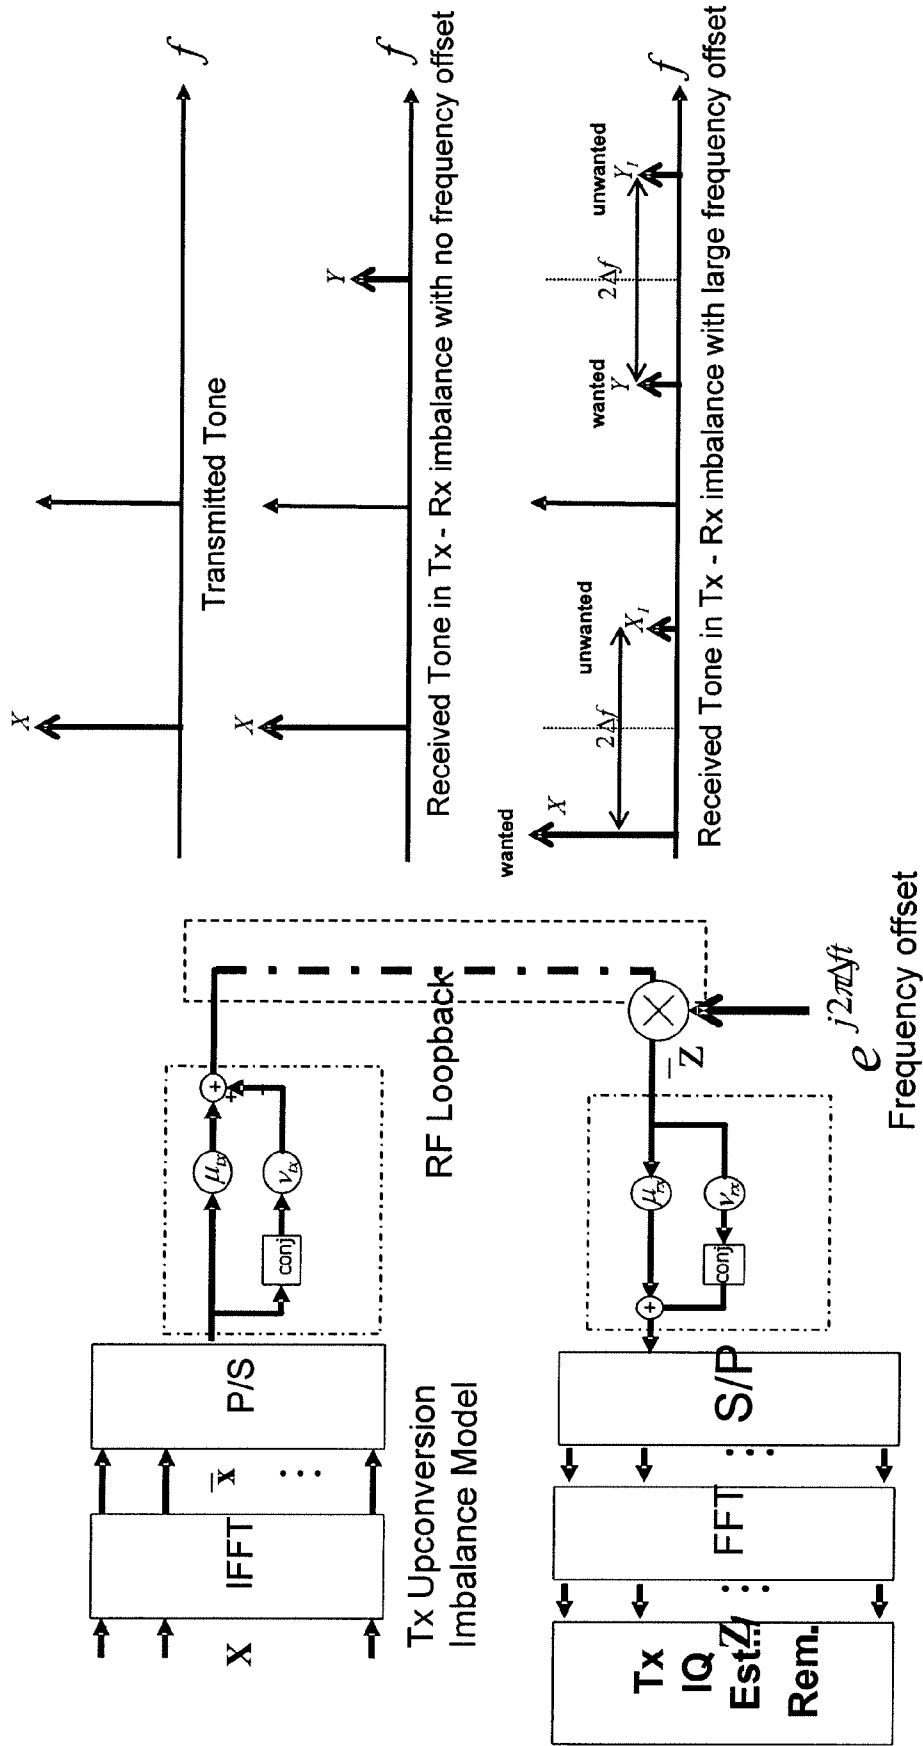 X
IFFT
x̄
...
P/S
μtx
conj
νtx
+
+
+
Tx Upconversion
Imbalance Model
RF Loopback
Tx
IQ
Est../
Rem.
Z
...
FFT
...
S/P
+
μrx
conj
νrx
z̄
e^{j2πΔft}
Frequency offset
X
f
Transmitted Tone
X
Y
f
Received Tone in Tx - Rx imbalance with no frequency offset
wanted
X
2Δf
unwanted
X_I
wanted
Y
2Δf
unwanted
Y_I
f
Received Tone in Tx - Rx imbalance with large frequency offset